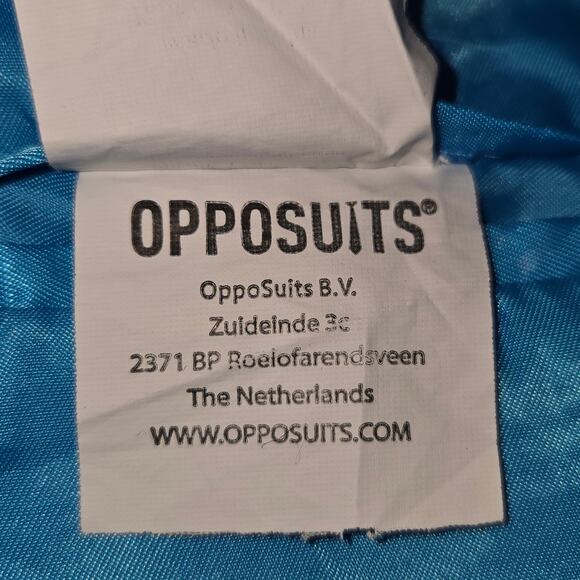 OPPOSUITS®
OppoSuits B.V.
Zuideinde 3c
2371 BP Roelofarendsveen
The Netherlands
WWW.OPPOSUITS.COM